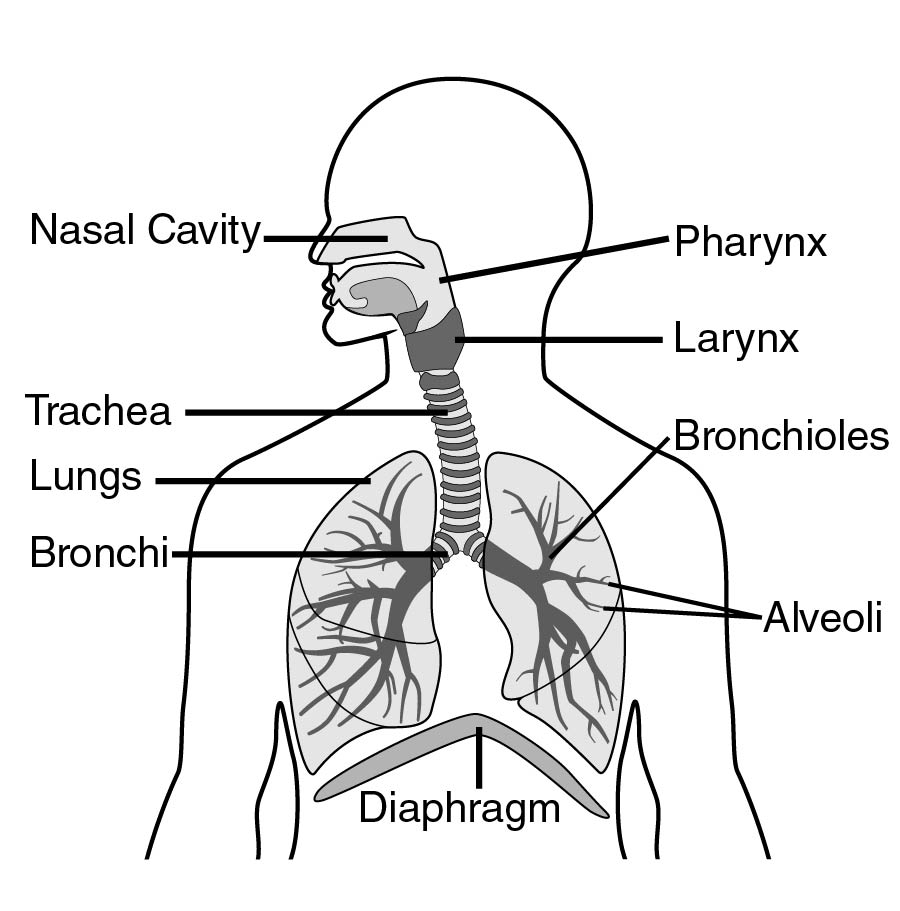 Nasal Cavity
Pharynx
Larynx
Trachea
Bronchioles
Lungs
Bronchi
Alveoli
Diaphragm